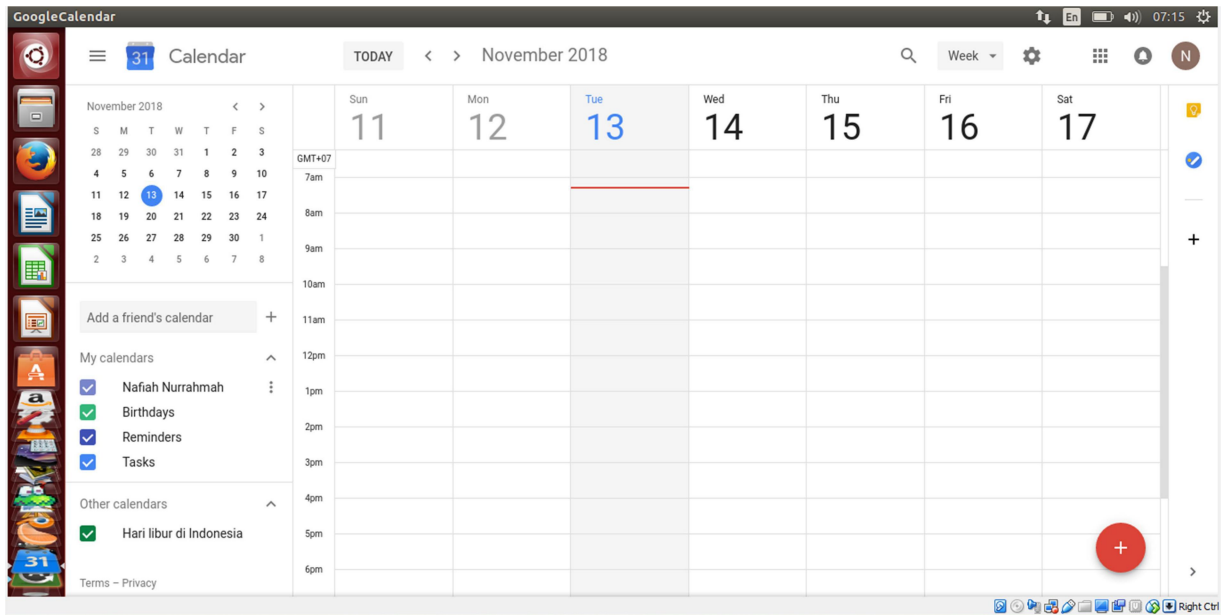 GoogleCalendar En 07:15
31 Calendar TODAY November 2018 Week N
November 2018
S M T W T F S
28 29 30 31 1 2 3
4 5 6 7 8 9 10
11 12 13 14 15 16 17
18 19 20 21 22 23 24
25 26 27 28 29 30 1
2 3 4 5 6 7 8
Add a friend's calendar
My calendars
Nafiah Nurrahmah
Birthdays
Reminders
Tasks
Other calendars
Hari libur di Indonesia
Terms – Privacy
Sun Mon Tue Wed Thu Fri Sat
11 12 13 14 15 16 17
GMT+07
7am
8am
9am
10am
11am
12pm
1pm
2pm
3pm
4pm
5pm
6pm
A
a
31
Right Ctrl